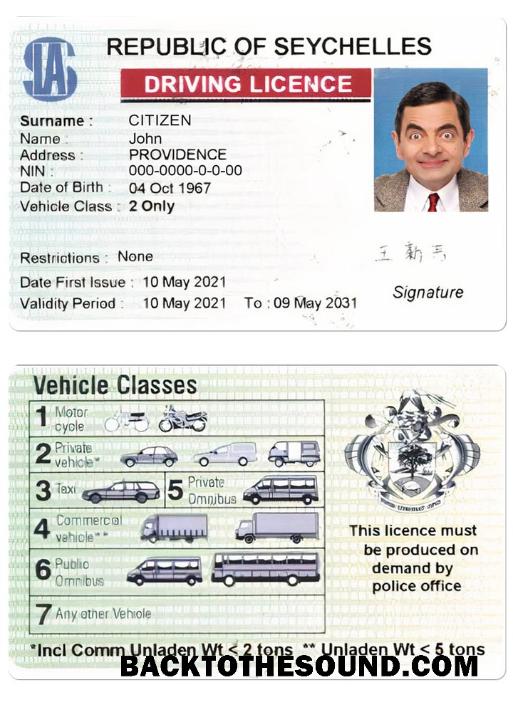 SLA
REPUBLIC OF SEYCHELLES
DRIVING LICENCE
Surname : CITIZEN
Name : John
Address : PROVIDENCE
NIN : 000-0000-0-0-00
Date of Birth : 04 Oct 1967
Vehicle Class : 2 Only
Restrictions : None
王 新
Date First Issue : 10 May 2021
Signature
Validity Period : 10 May 2021 To : 09 May 2031
Vehicle Classes
1 Motor
cycle
2 Private
vehicle*
3 Taxi
5 Private
Omnibus
4 Commercial
vehicle**
6 Public
Omnibus
7 Any other Vehicle
This licence must
be produced on
demand by
police office
*Incl Comm Unladen Wt < 2 tons ** Unladen Wt < 5 tons
BACKTOTHESOUND.COM